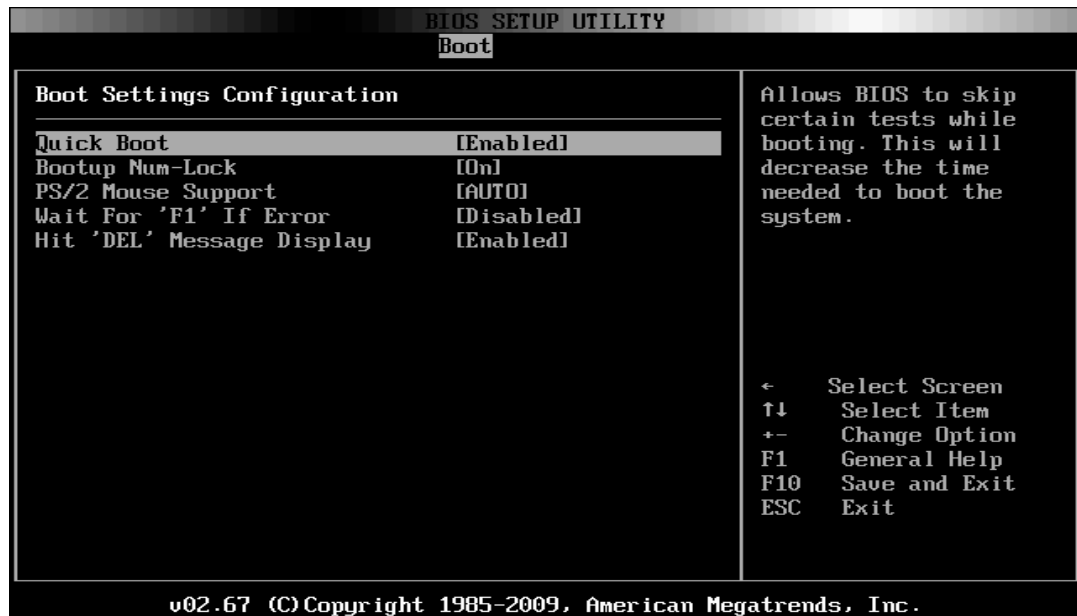 BIOS SETUP UTILITY
Boot
Boot Settings Configuration
Quick Boot [Enabled]
Bootup Num-Lock [On]
PS/2 Mouse Support [AUTO]
Wait For 'F1' If Error [Disabled]
Hit 'DEL' Message Display [Enabled]
Allows BIOS to skip
certain tests while
booting. This will
decrease the time
needed to boot the
system.
← Select Screen
↑↓ Select Item
+- Change Option
F1 General Help
F10 Save and Exit
ESC Exit
v02.67 (C)Copyright 1985-2009, American Megatrends, Inc.